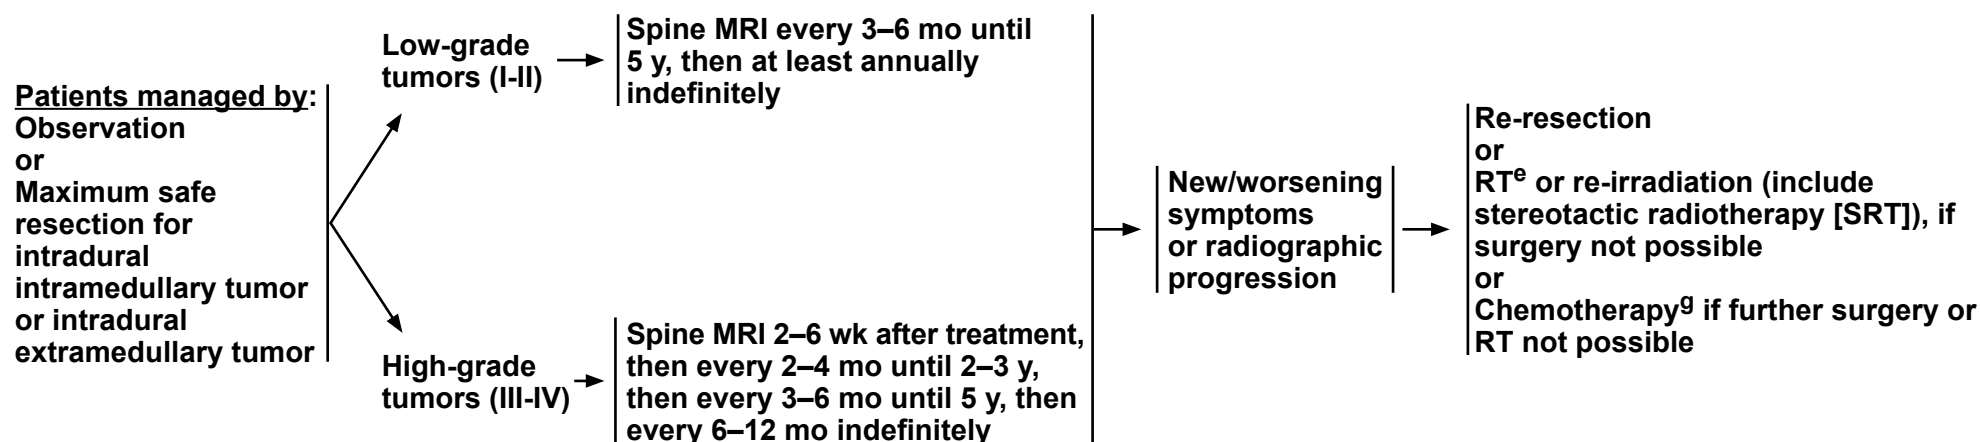 Patients managed by:
Observation
or
Maximum safe
resection for
intradural
intramedullary tumor
or intradural
extramedullary tumor
Low-grade
tumors (I-II)
Spine MRI every 3–6 mo until
5 y, then at least annually
indefinitely
High-grade
tumors (III-IV)
Spine MRI 2–6 wk after treatment,
then every 2–4 mo until 2–3 y,
then every 3–6 mo until 5 y, then
every 6–12 mo indefinitely
New/worsening
symptoms
or radiographic
progression
Re-resection
or
RTe or re-irradiation (include
stereotactic radiotherapy [SRT]), if
surgery not possible
or
Chemotherapyg if further surgery or
RT not possible